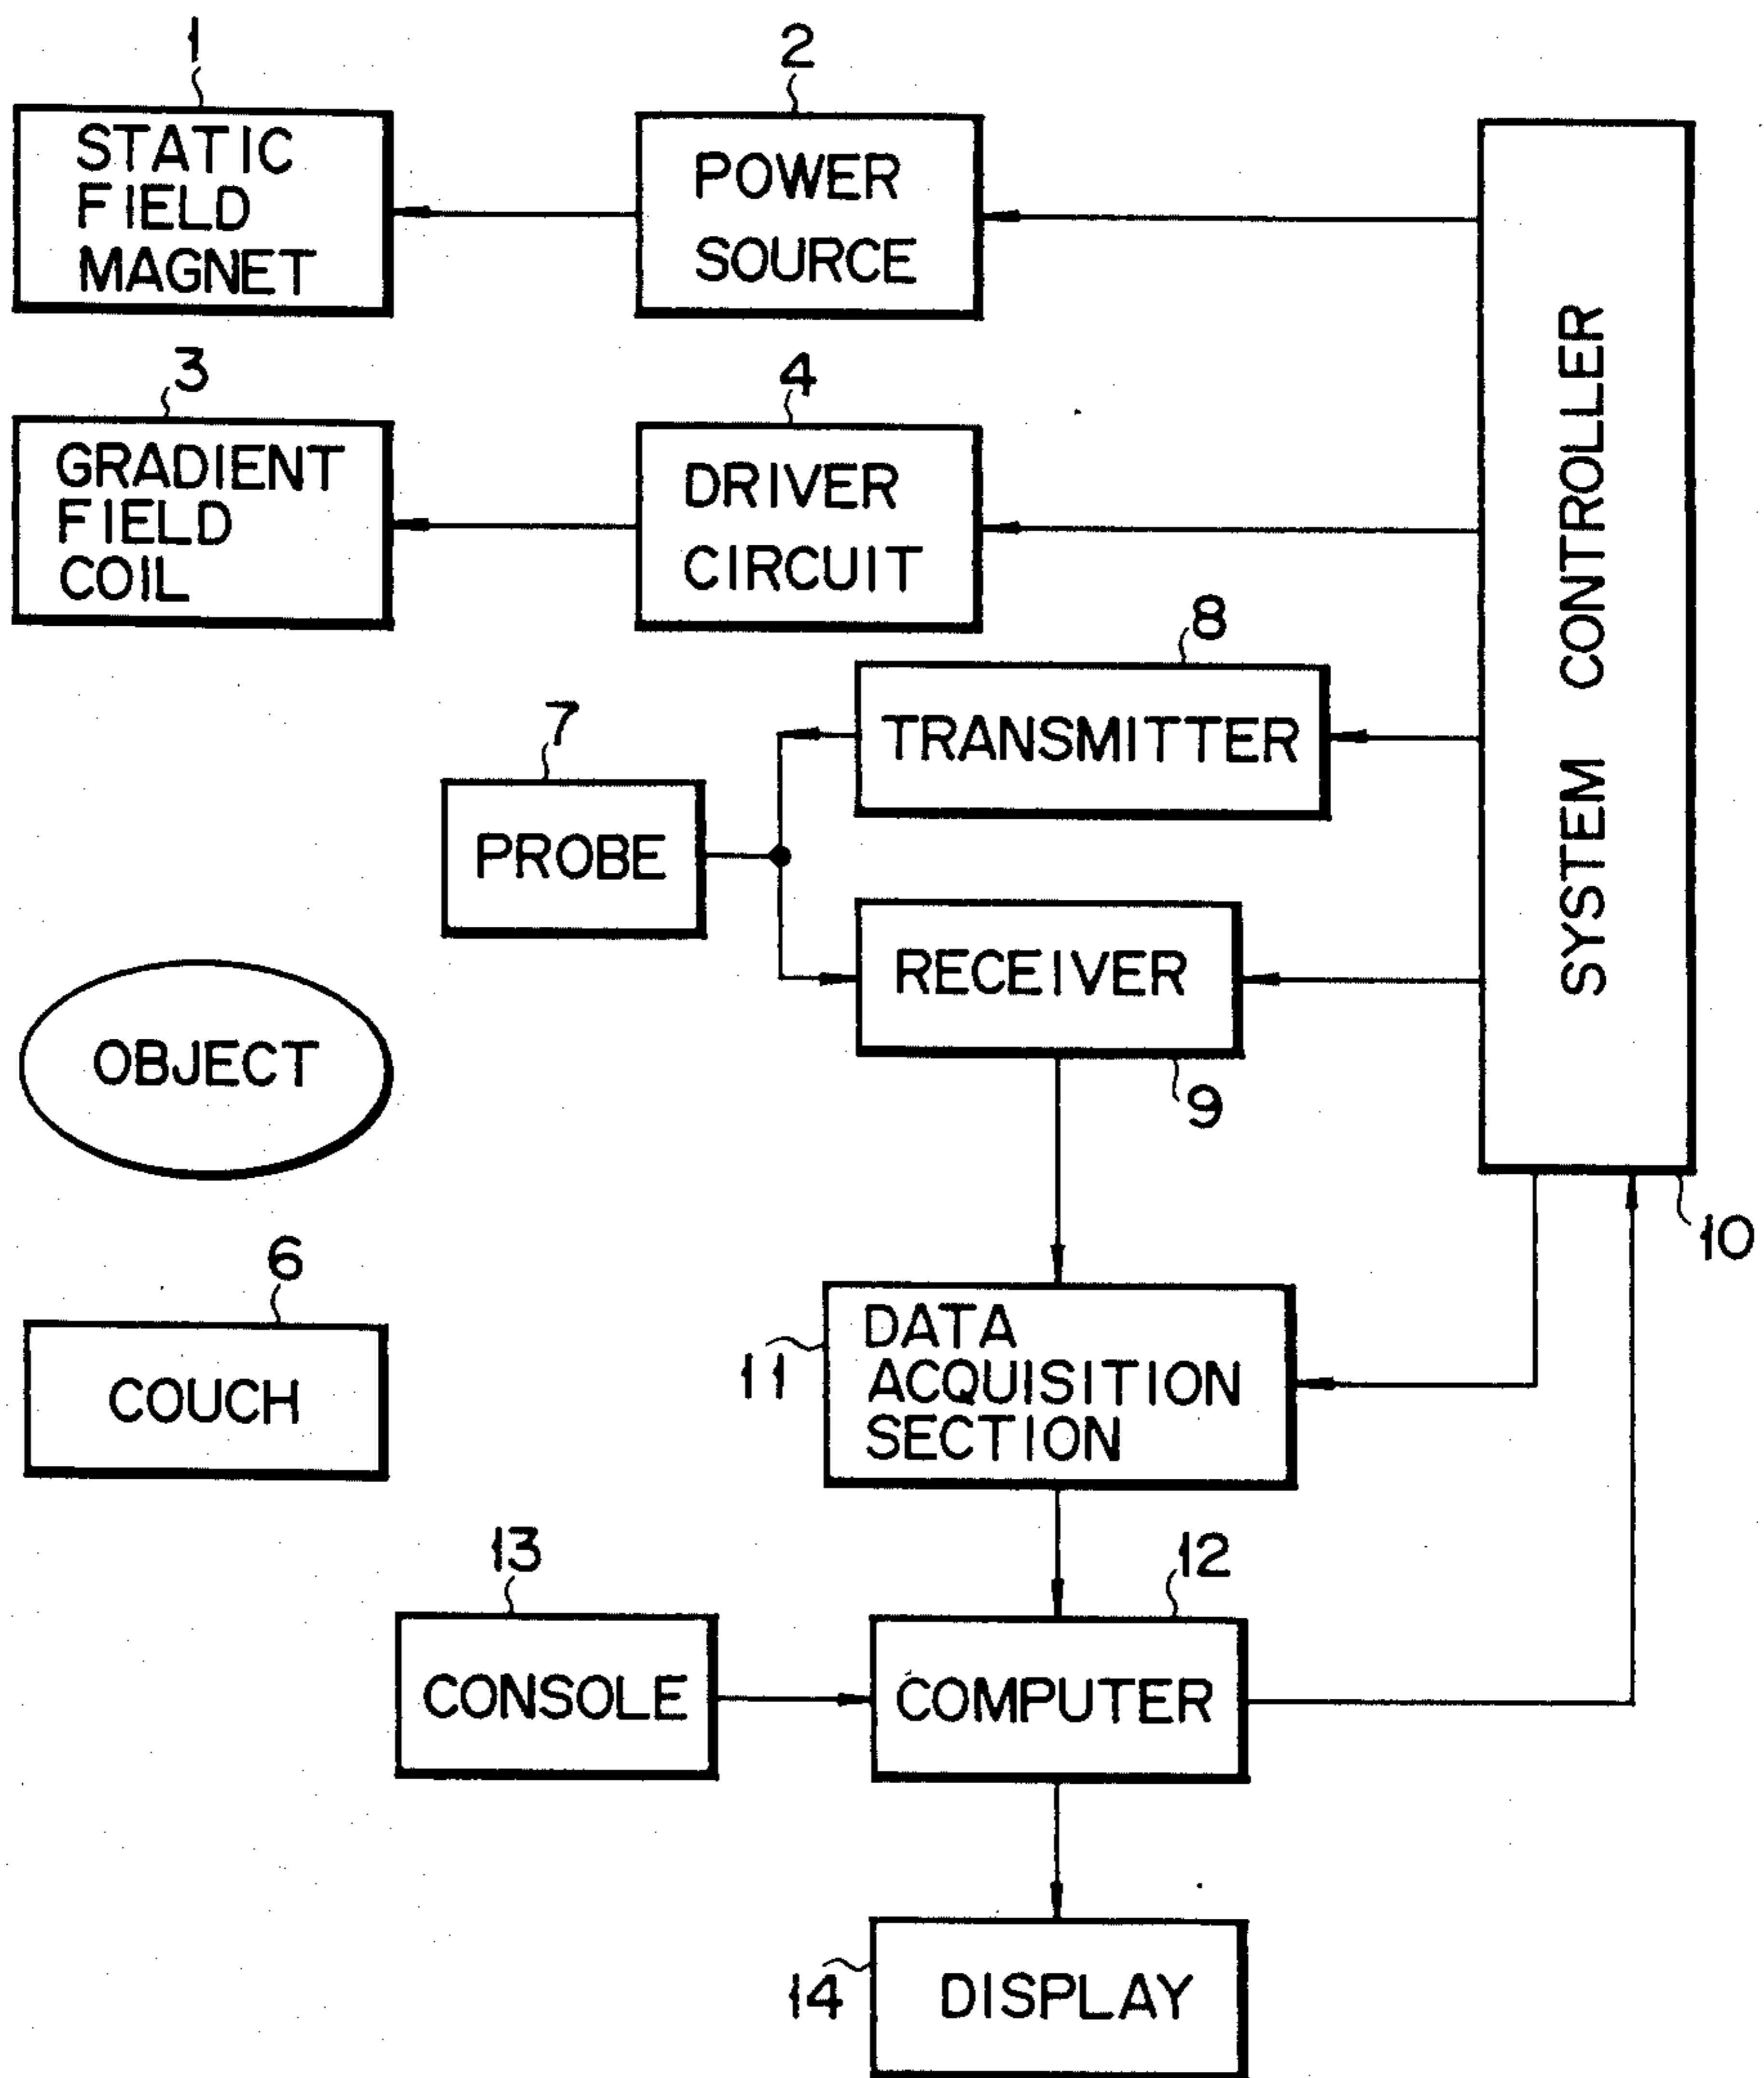 1
STATIC
FIELD
MAGNET
2
POWER
SOURCE
3
GRADIENT
FIELD
COIL
4
DRIVER
CIRCUIT
SYSTEM CONTROLLER
10
8
TRANSMITTER
7
PROBE
RECEIVER
9
OBJECT
6
COUCH
11
DATA
ACQUISITION
SECTION
13
CONSOLE
12
COMPUTER
14
DISPLAY